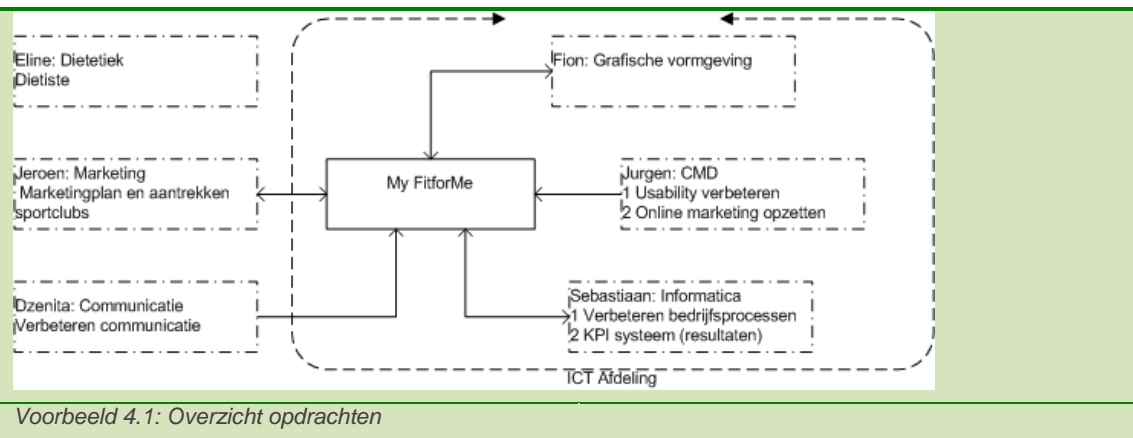 Eline: Dietetiek
Dietiste
Fion: Grafische vormgeving
Jeroen: Marketing
Marketingplan en aantrekken
sportclubs
My FitforMe
Jurgen: CMD
1 Usability verbeteren
2 Online marketing opzetten
Dzenita: Communicatie
Verbeteren communicatie
Sebastiaan: Informatica
1 Verbeteren bedrijfsprocessen
2 KPI systeem (resultaten)
ICT Afdeling
Voorbeeld 4.1: Overzicht opdrachten